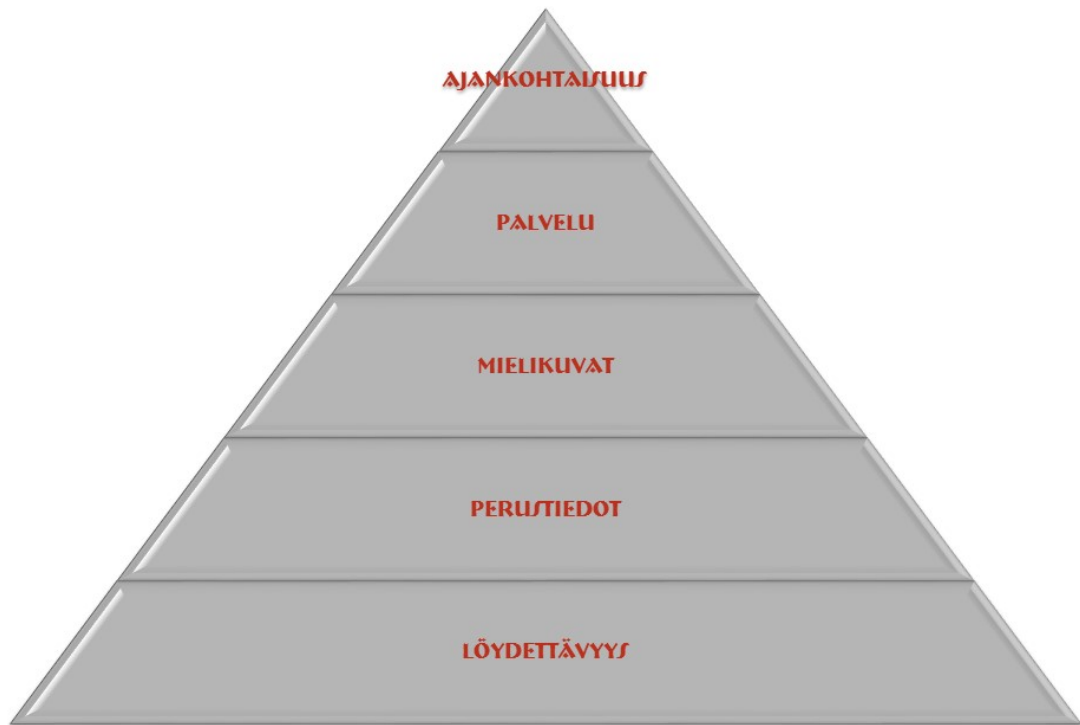 AJANKOHTAISUUS
PALVELU
MIELIKUVAT
PERUSTIEDOT
LÖYDETTÄVYYS